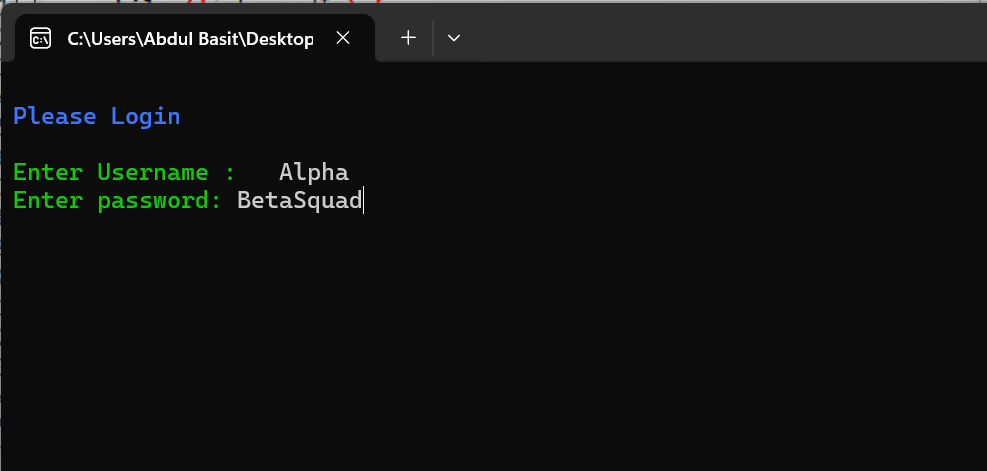 C:\Users\Abdul Basit\Desktop
Please Login
Enter Username :   Alpha
Enter password: BetaSquad